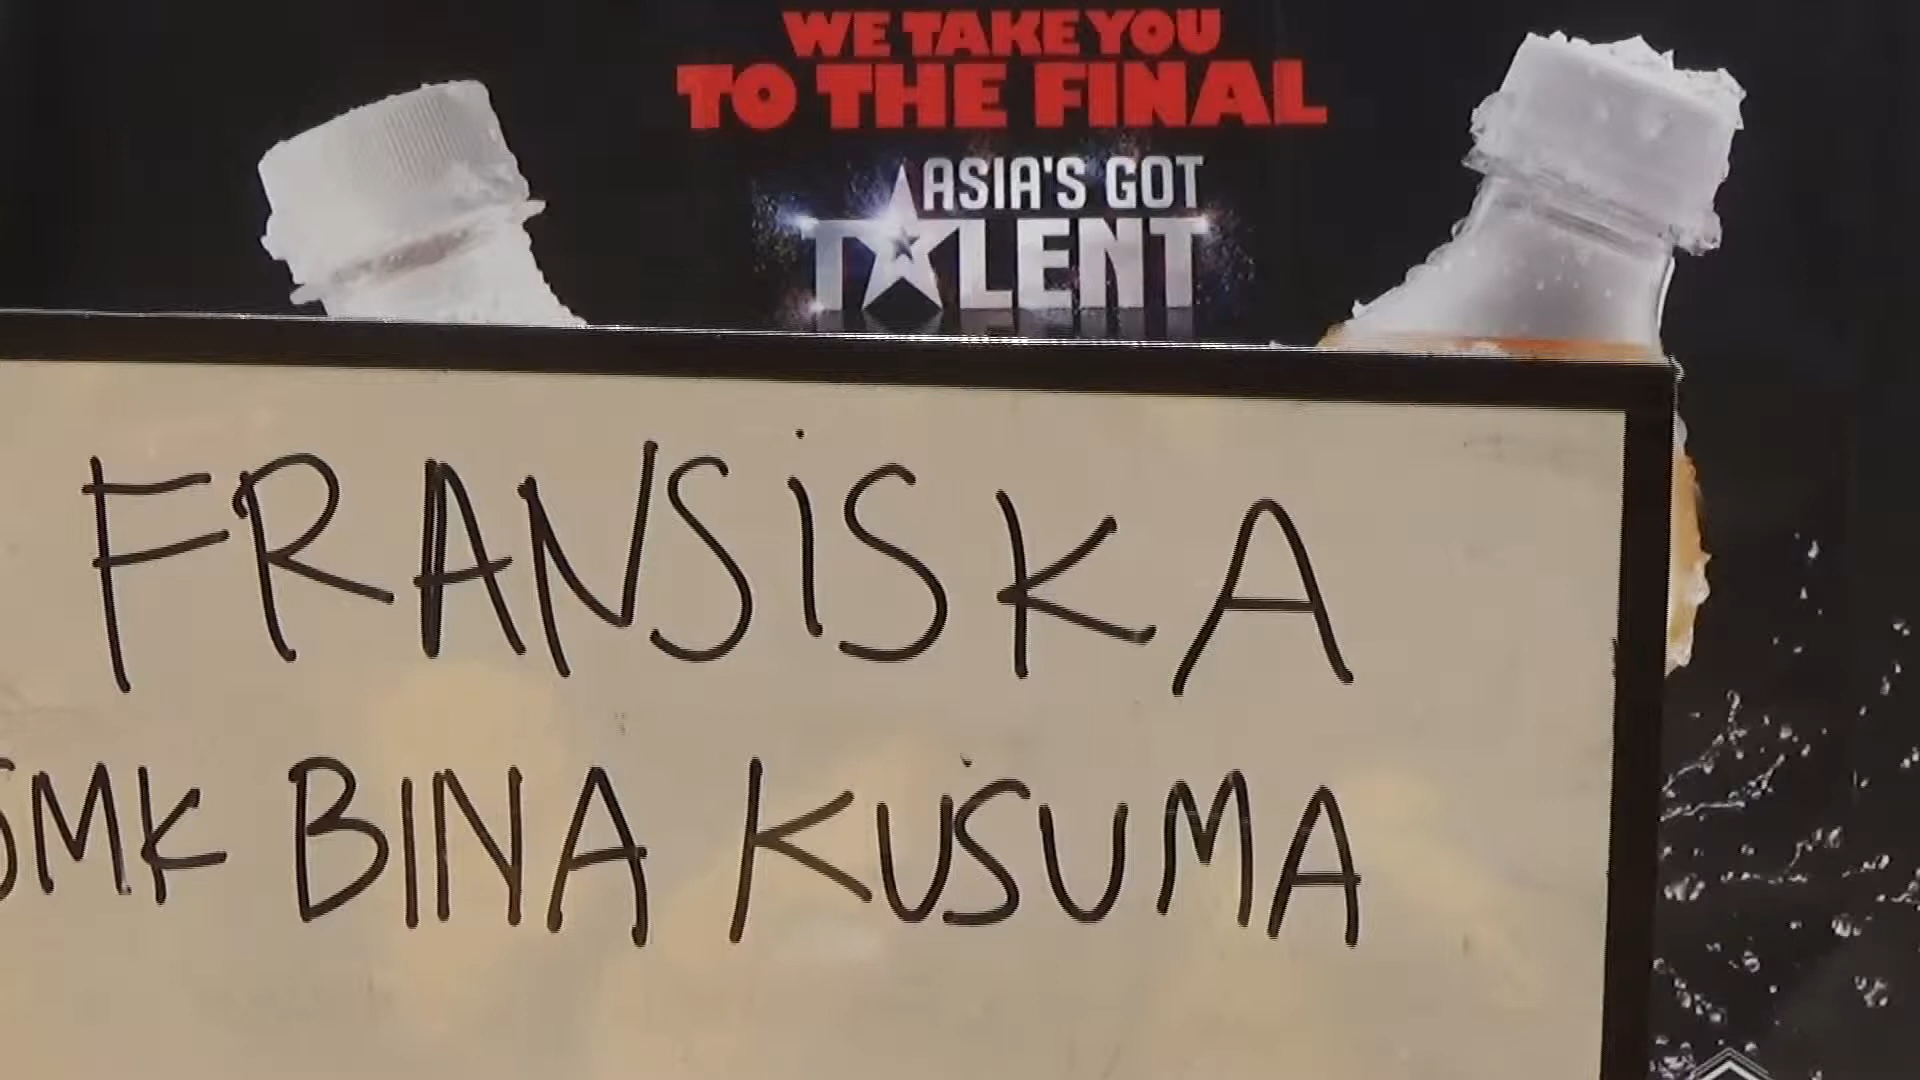 WE TAKE YOU
TO THE FINAL
ASIA'S GOT
TALENT
FRANSISKA
SMK BINA KUSUMA